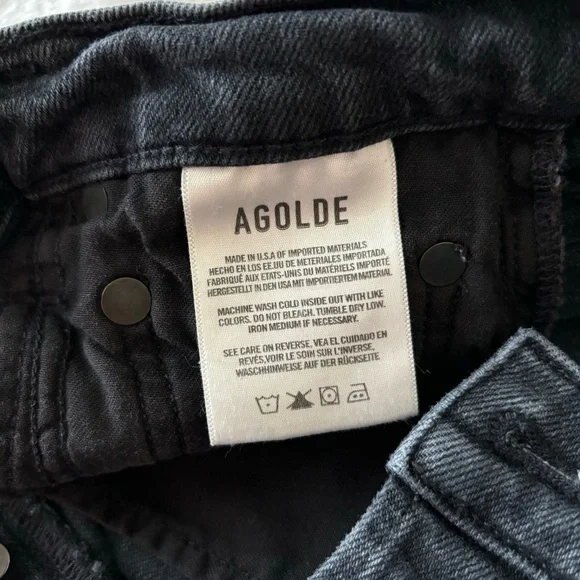 AGOLDE
MADE IN U.S.A OF IMPORTED MATERIALS
HECHO EN LOS EE.UU DE METERIALES IMPORTADA
FABRIQUÉ AUX ETATS-UNIS DU MATÉRIELS IMPORTÉS
HERGESTELLT IN DEN USA MIT IMPORTIERTEM MATERIAL
MACHINE WASH COLD INSIDE OUT WITH LIKE
COLORS. DO NOT BLEACH. TUMBLE DRY LOW.
IRON MEDIUM IF NECESSARY.
SEE CARE ON REVERSE, VEA EL CUIDADO EN
REVÉS,VOIR LE SOIN SUR L'INVERSE,
WASCHHINWEISE AUF DER RÜCKSEITE